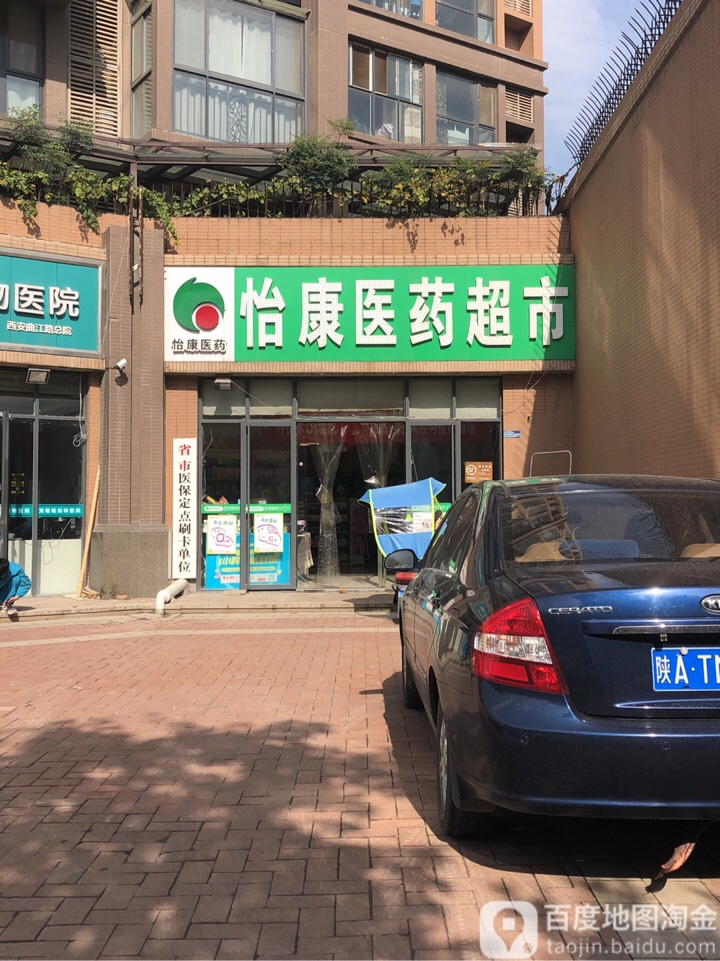 物医院
西安曲江路总院
怡康医药
怡康医药超市
省市医保定点刷卡单位
CERATO
陕A·T
百度地图淘金
taojin.baidu.com